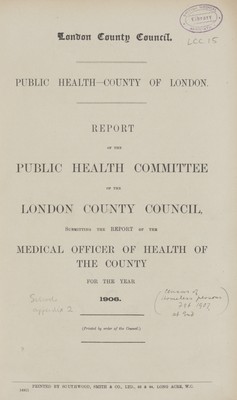 London County Council.
LCC 15
PUBLIC HEALTH—COUNTY OF LONDON.
REPORT
OF THE
PUBLIC HEALTH COMMITTEE
OF THE
LONDON COUNTY COUNCIL,
SUBMITTING THE REPORT OF THE
MEDICAL OFFICER OF HEALTH OF
THE COUNTY
FOR THE YEAR
1906.
(Printed by order of the Council.)
PRINTED BY SOUTHWOOD, SMITH & CO., LTD., LONG ACRE, W.C.